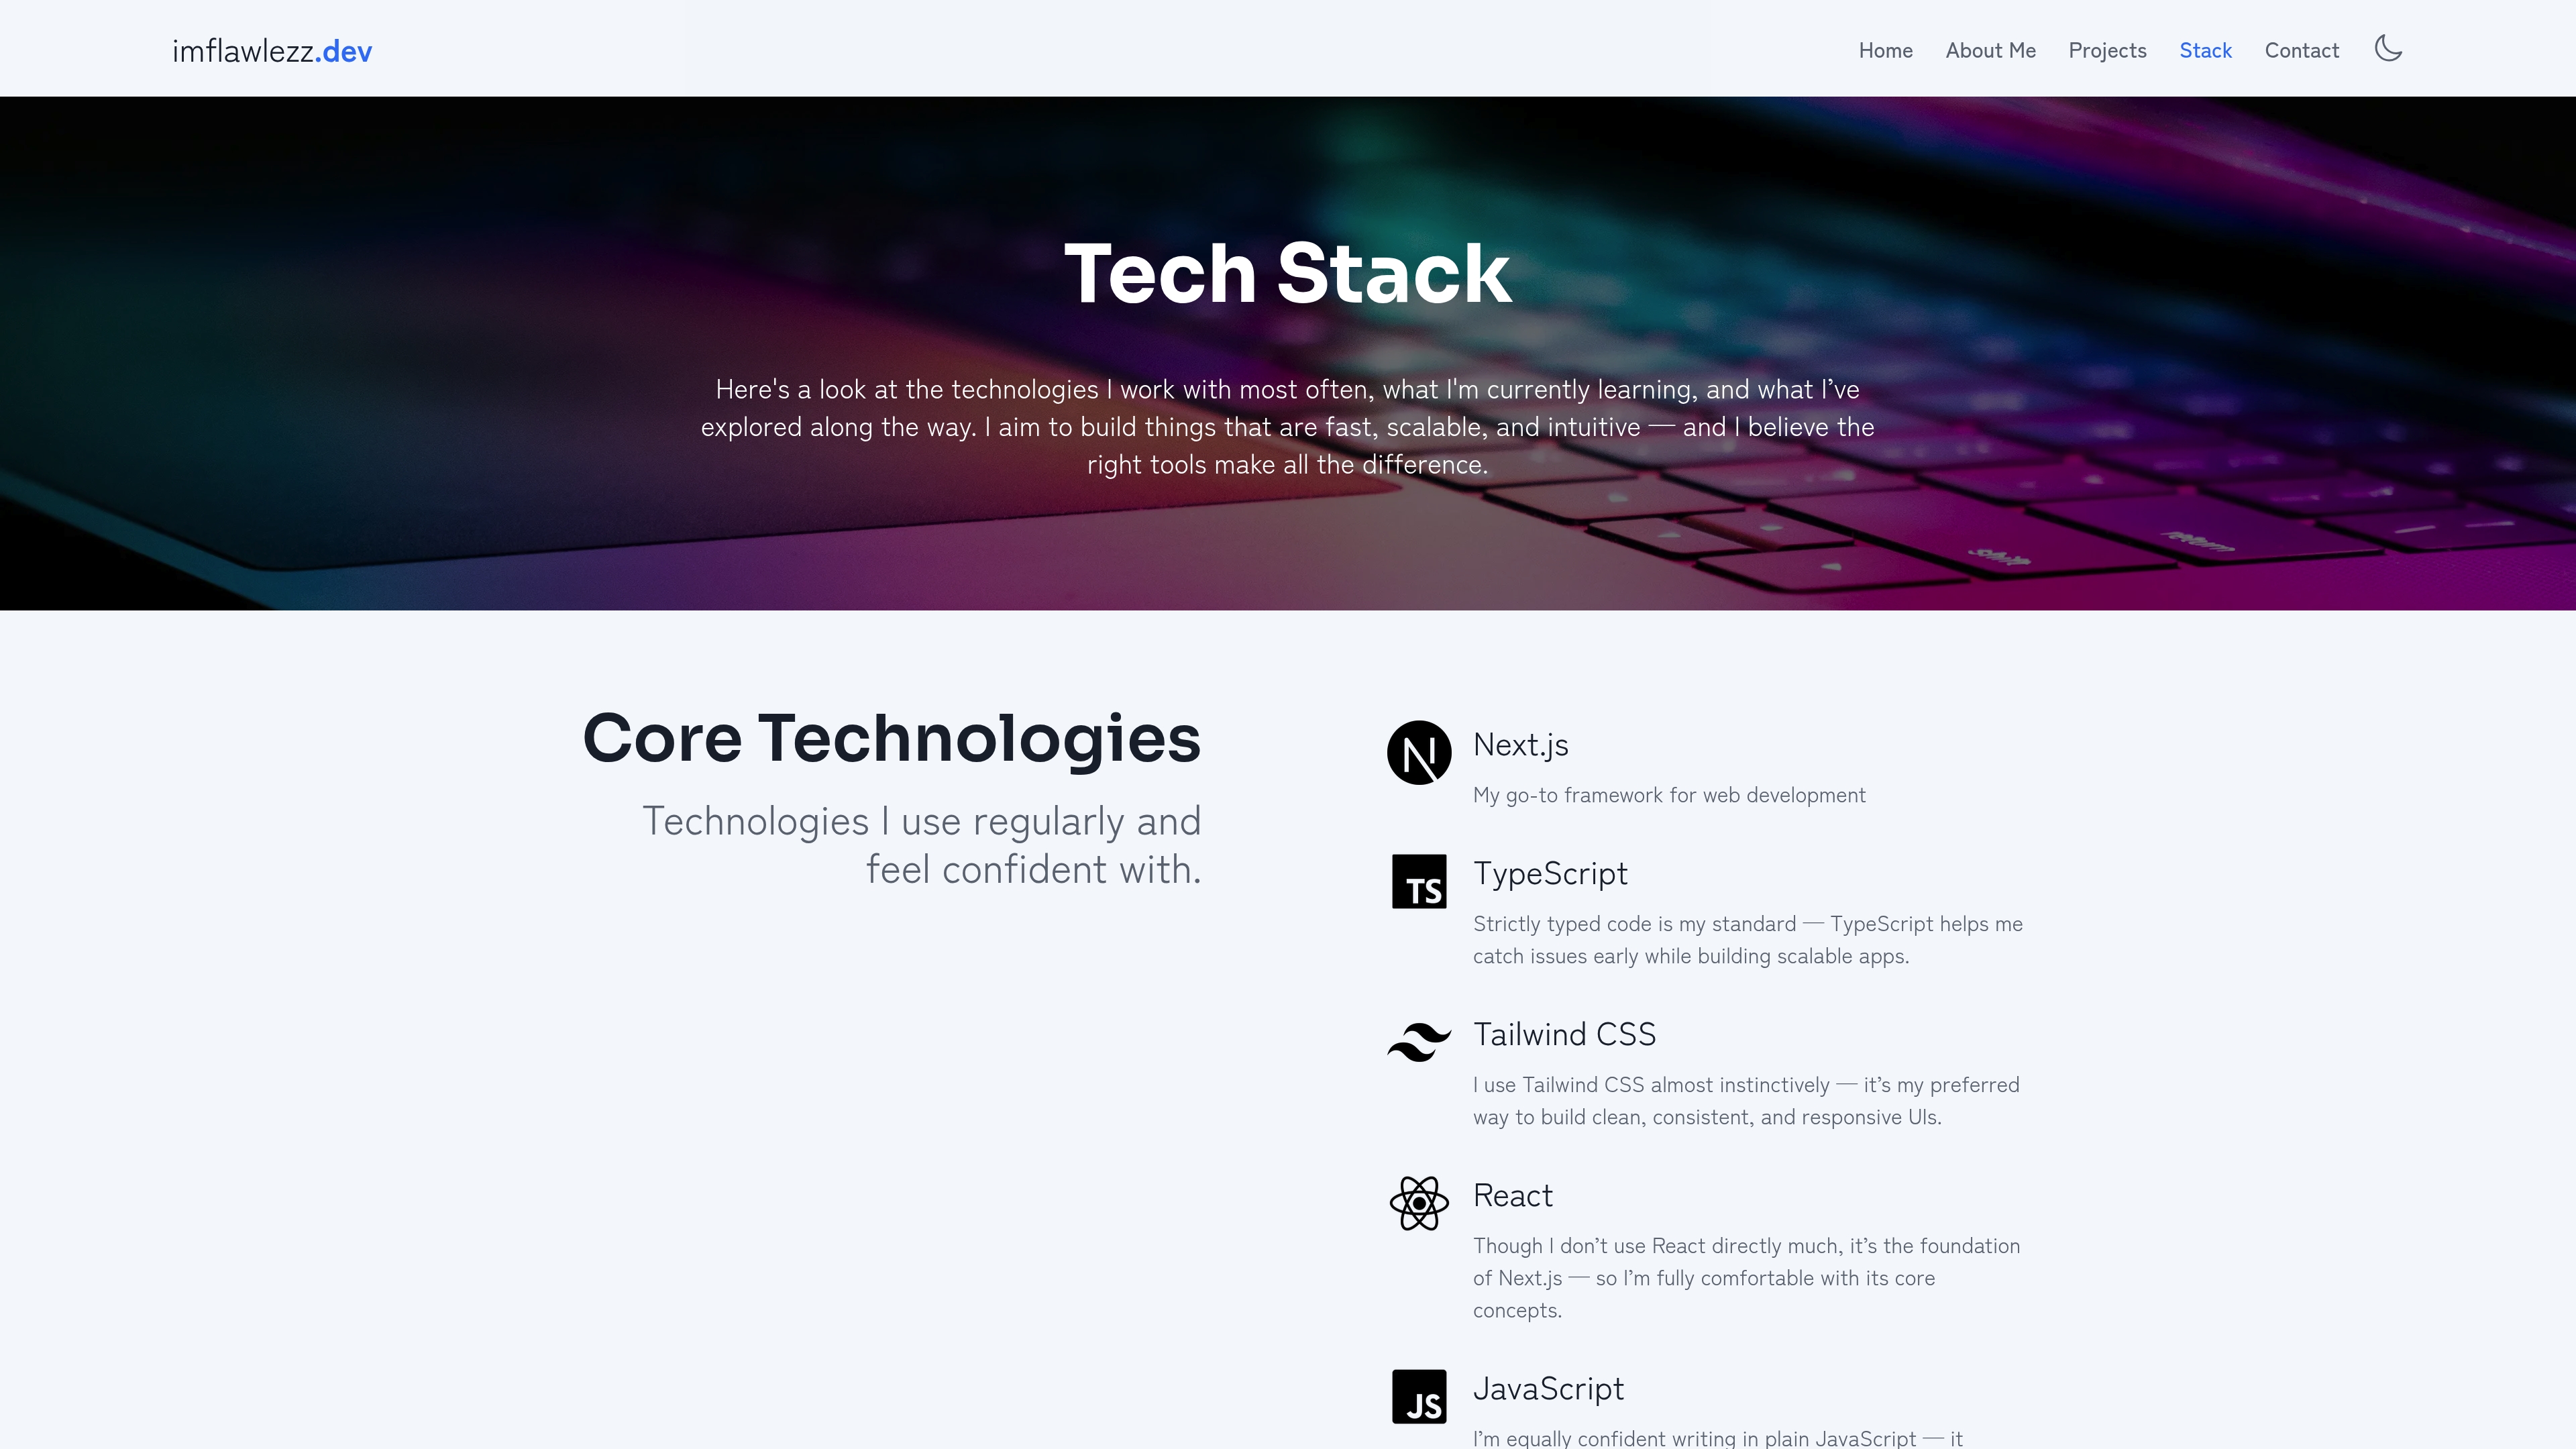 imflawlezz.dev
Home About Me Projects Stack Contact
Tech Stack
Here's a look at the technologies I work with most often, what I'm currently learning, and what I’ve
explored along the way. I aim to build things that are fast, scalable, and intuitive — and I believe the
right tools make all the difference.
shift
return
Core Technologies
Technologies I use regularly and
feel confident with.
Next.js
My go-to framework for web development
TS
TypeScript
Strictly typed code is my standard — TypeScript helps me
catch issues early while building scalable apps.
Tailwind CSS
I use Tailwind CSS almost instinctively — it’s my preferred
way to build clean, consistent, and responsive UIs.
React
Though I don’t use React directly much, it’s the foundation
of Next.js — so I’m fully comfortable with its core
concepts.
JS
JavaScript
I’m equally confident writing in plain JavaScript — it